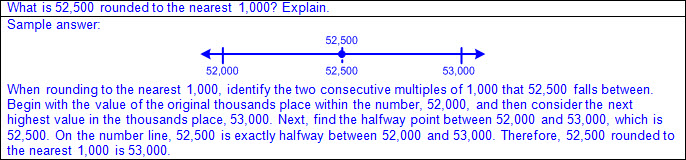 What is 52,500 rounded to the nearest 1,000? Explain.
Sample answer:
52,500
52,000 52,500 53,000
When rounding to the nearest 1,000, identify the two consecutive multiples of 1,000 that 52,500 falls between.
Begin with the value of the original thousands place within the number, 52,000, and then consider the next
highest value in the thousands place, 53,000. Next, find the halfway point between 52,000 and 53,000, which is
52,500. On the number line, 52,500 is exactly halfway between 52,000 and 53,000. Therefore, 52,500 rounded to
the nearest 1,000 is 53,000.